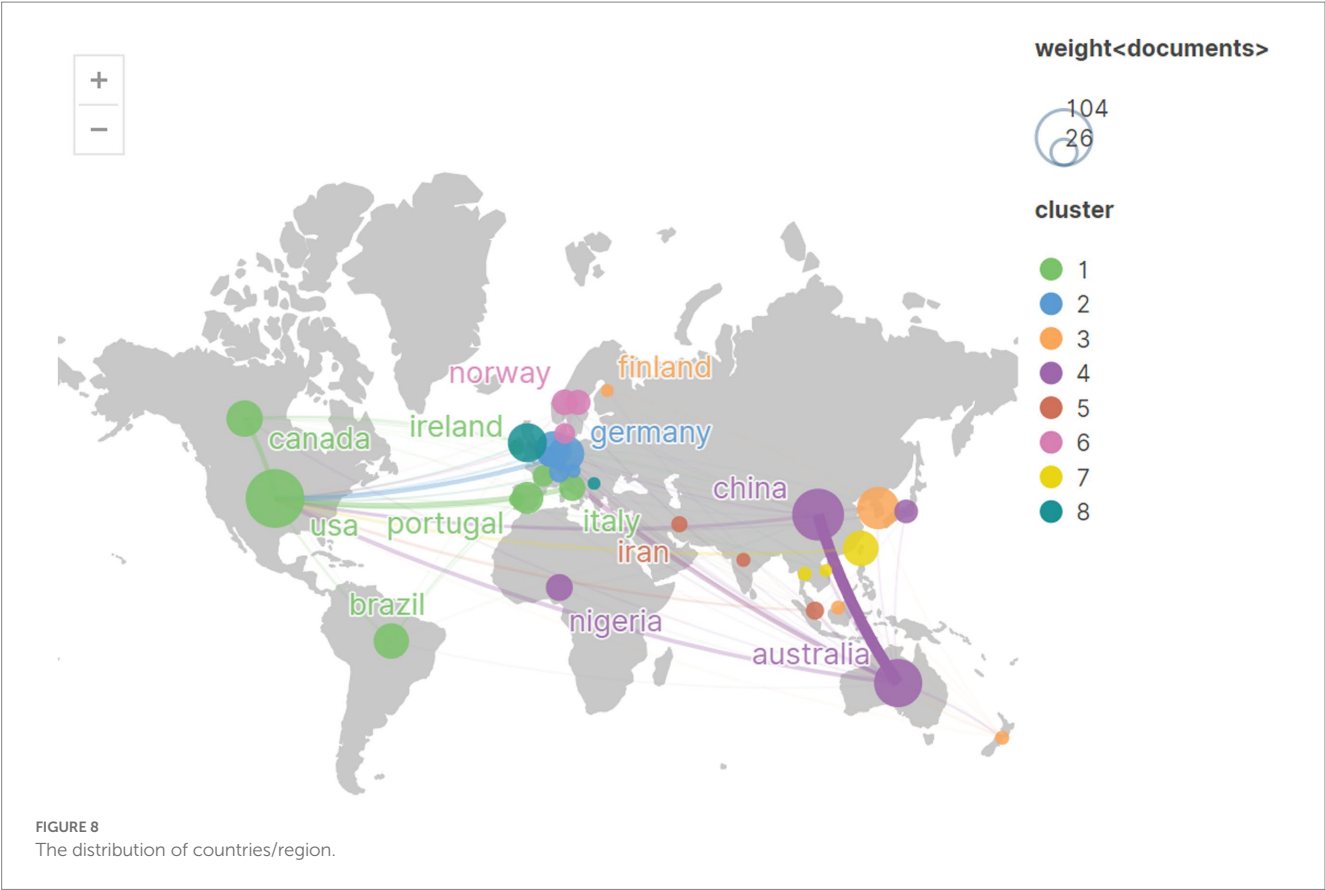 +
−
weight<documents>
104
26
cluster
1
2
3
4
5
6
7
8
norway
finland
ireland
germany
canada
china
usa
portugal
italy
iran
brazil
nigeria
australia
FIGURE 8
The distribution of countries/region.